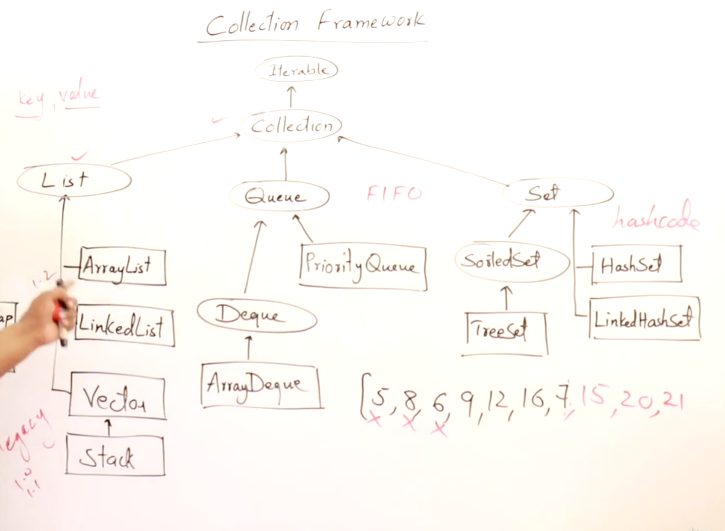 Collection Framework
Iterable
key, value
Collection
List
Queue
FIFO
Set
hashcode
ArrayList
PriorityQueue
SortedSet
HashSet
1.2
ap
LinkedList
Deque
TreeSet
LinkedHashSet
Vector
ArrayDeque
[5, 8, 6, 9, 12, 16, 7, 15, 20, 21
legacy
1.0
1.1
Stack